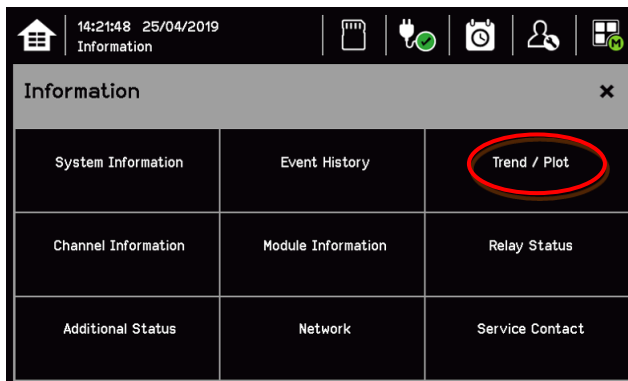 14:21:48 25/04/2019
Information
M
Information
System Information Event History Trend / Plot
Channel Information Module Information Relay Status
Additional Status Network Service Contact